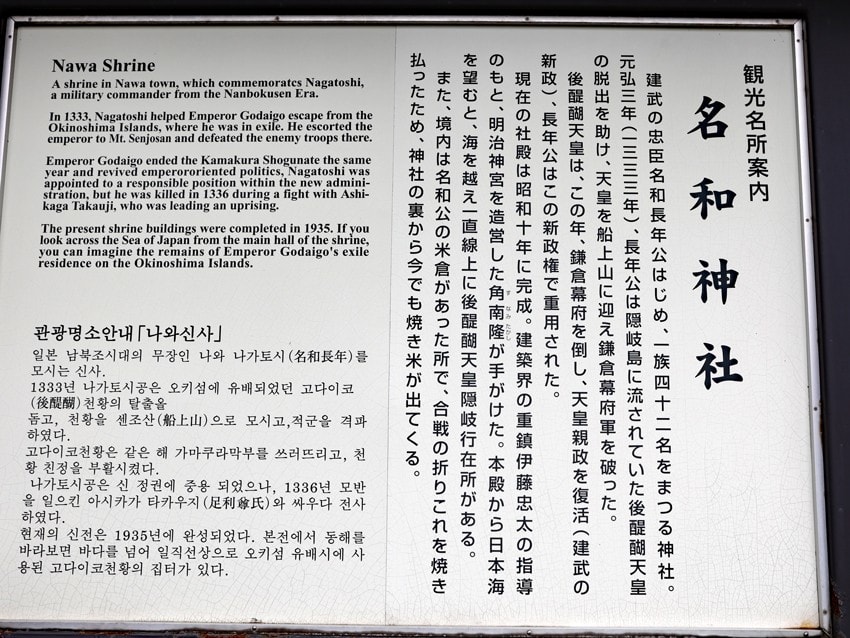 観光名所案内
名和神社
建武の忠臣名和長年公はじめ、一族四十二名をまつる神社。
元弘三年(一三三三年)、長年公は隠岐島に流されていた後醍醐天皇
の脱出を助け、天皇を船上山に迎え鎌倉幕府軍を破った。
後醍醐天皇は、この年、鎌倉幕府を倒し、天皇親政を復活(建武の
新政)、長年公はこの新政権で重用された。
現在の社殿は昭和十年に完成。建築界の重鎮伊藤忠太の指導
のもと、明治神宮を造営した角南隆が手がけた。本殿から日本海
す なみ たかし
を望むと、海を越え一直線上に後醍醐天皇隠岐行在所がある。
また、境内は名和公の米倉があった所で、合戦の折りこれを焼き
払ったため、神社の裏から今でも焼き米が出てくる。
Nawa Shrine
A shrine in Nawa town, which commemoratcs Nagatoshi,
a military commander from the Nanbokusen Era.
In 1333, Nagatoshi helped Emperor Godaigo escape from the
Okinoshima Islands, where he was in exile. He escorted the
emperor to Mt. Senjosan and defeated the enemy troops there.
Emperor Godaigo ended the Kamakura Shogunate the same
year and revived emperororiented politics, Nagatoshi was
appointed to a responsible position within the new admini-
stration, but he was killed in 1336 during a fight with Ashi-
kaga Takauji, who was leading an uprising.
The present shrine buildings were completed in 1935. If you
look across the Sea of Japan from the main hall of the shrine,
you can imagine the remains of Emperor Godaigo's exile
residence on the Okinoshima Islands.
관광명소안내「나와신사」
일본 남북조시대의 무장인 나와 나가토시(名和長年)를
모시는 신사.
1333년 나가토시공은 오키섬에 유배되었던 고다이코
(後醍醐)천황의 탈출을
돕고, 천황을 센조산(船上山)으로 모시고,적군을 격파
하였다.
고다이코천황은 같은 해 가마쿠라막부를 쓰러뜨리고, 천
황 친정을 부활시켰다.
나가토시공은 신 정권에 중용 되었으나, 1336년 모반
을 일으킨 아시카가 타카우지(足利尊氏)와 싸우다 전사
하였다.
현재의 신전은 1935년에 완성되었다. 본전에서 동해를
바라보면 바다를 넘어 일직선상으로 오키섬 유배시에 사
용된 고다이코천황의 집터가 있다.